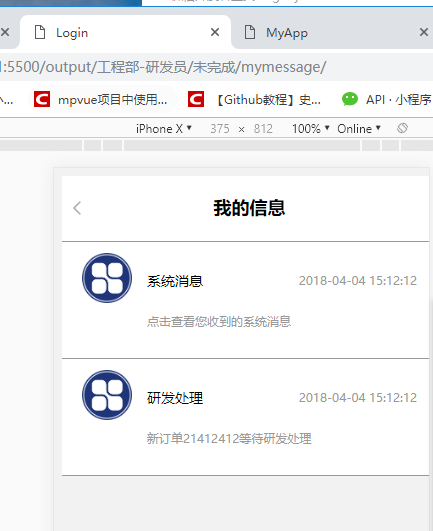 Login
MyApp
:5500/output/工程部-研发员/未完成/mymessage/
... mpvue项目中使用... 【Github教程】史... API · 小程序
iPhone X ▼ 375 × 812 100% ▼ Online ▼
我的信息
系统消息 2018-04-04 15:12:12
点击查看您收到的系统消息
研发处理 2018-04-04 15:12:12
新订单21412412等待研发处理